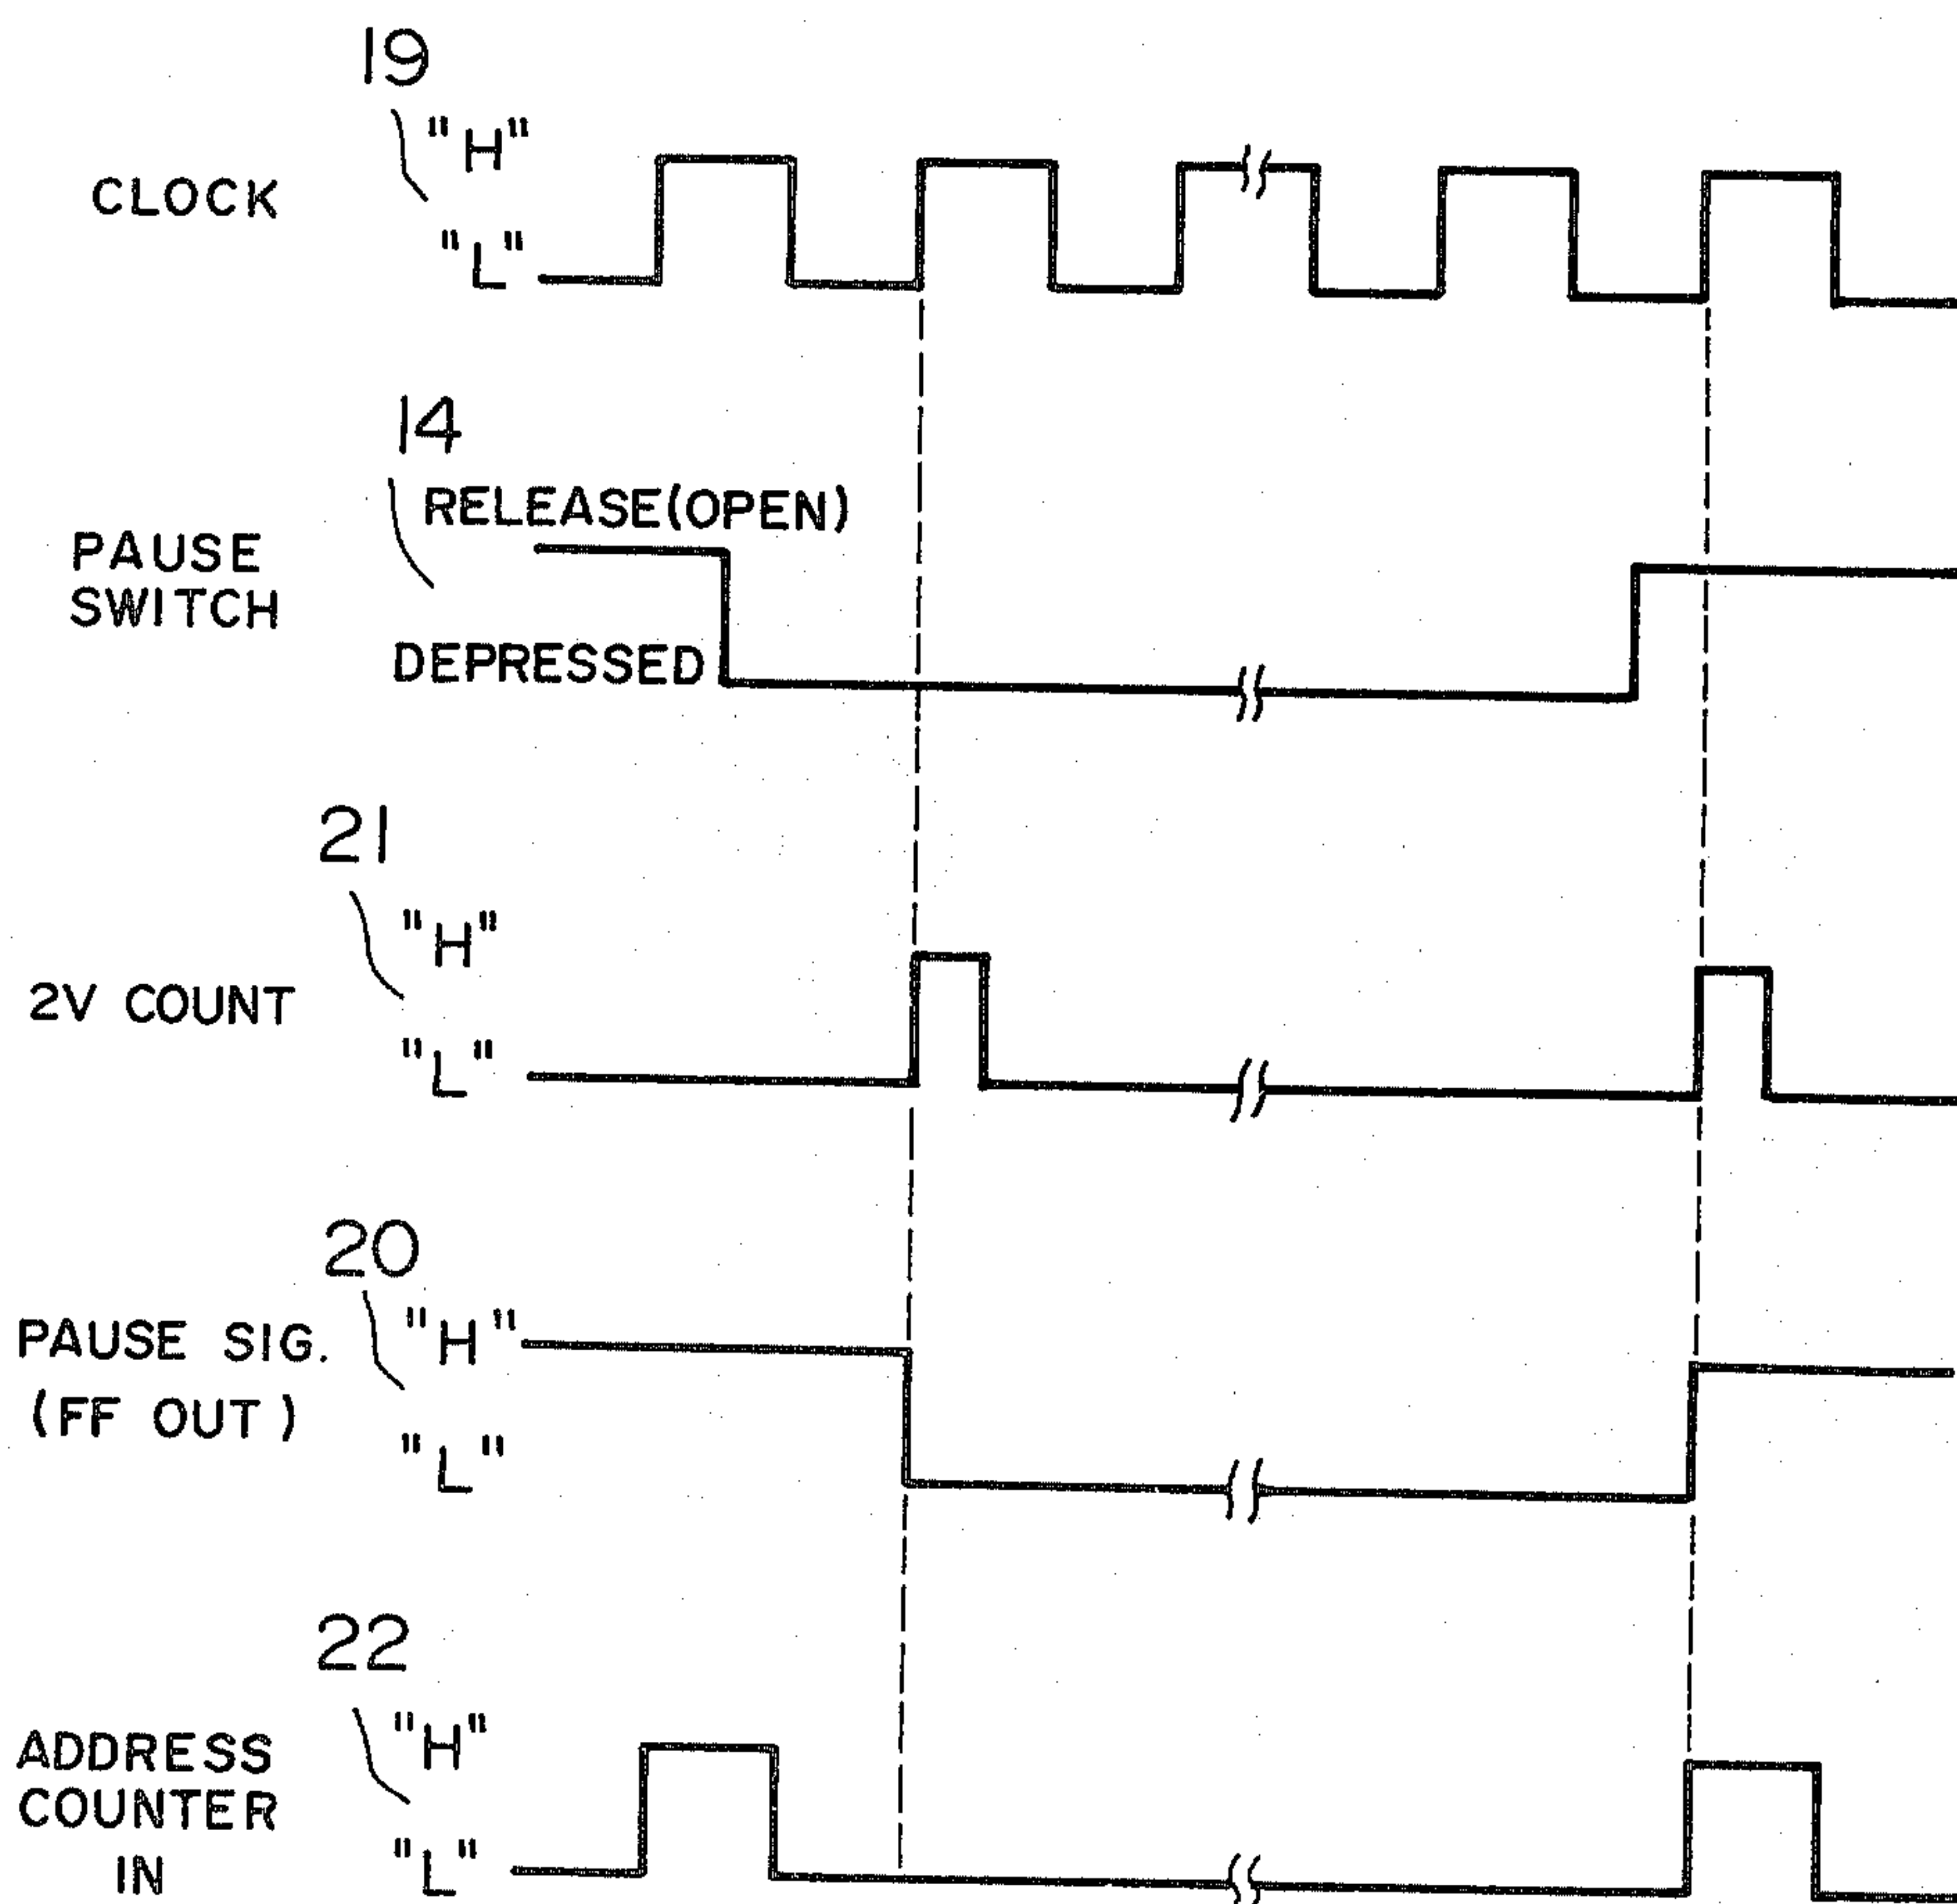 19
"H"
CLOCK
"L"
14
RELEASE(OPEN)
PAUSE
SWITCH
DEPRESSED
21
"H"
2V COUNT
"L"
20
PAUSE SIG. "H"
(FF OUT)
"L"
22
"H"
ADDRESS
COUNTER
IN
"L"